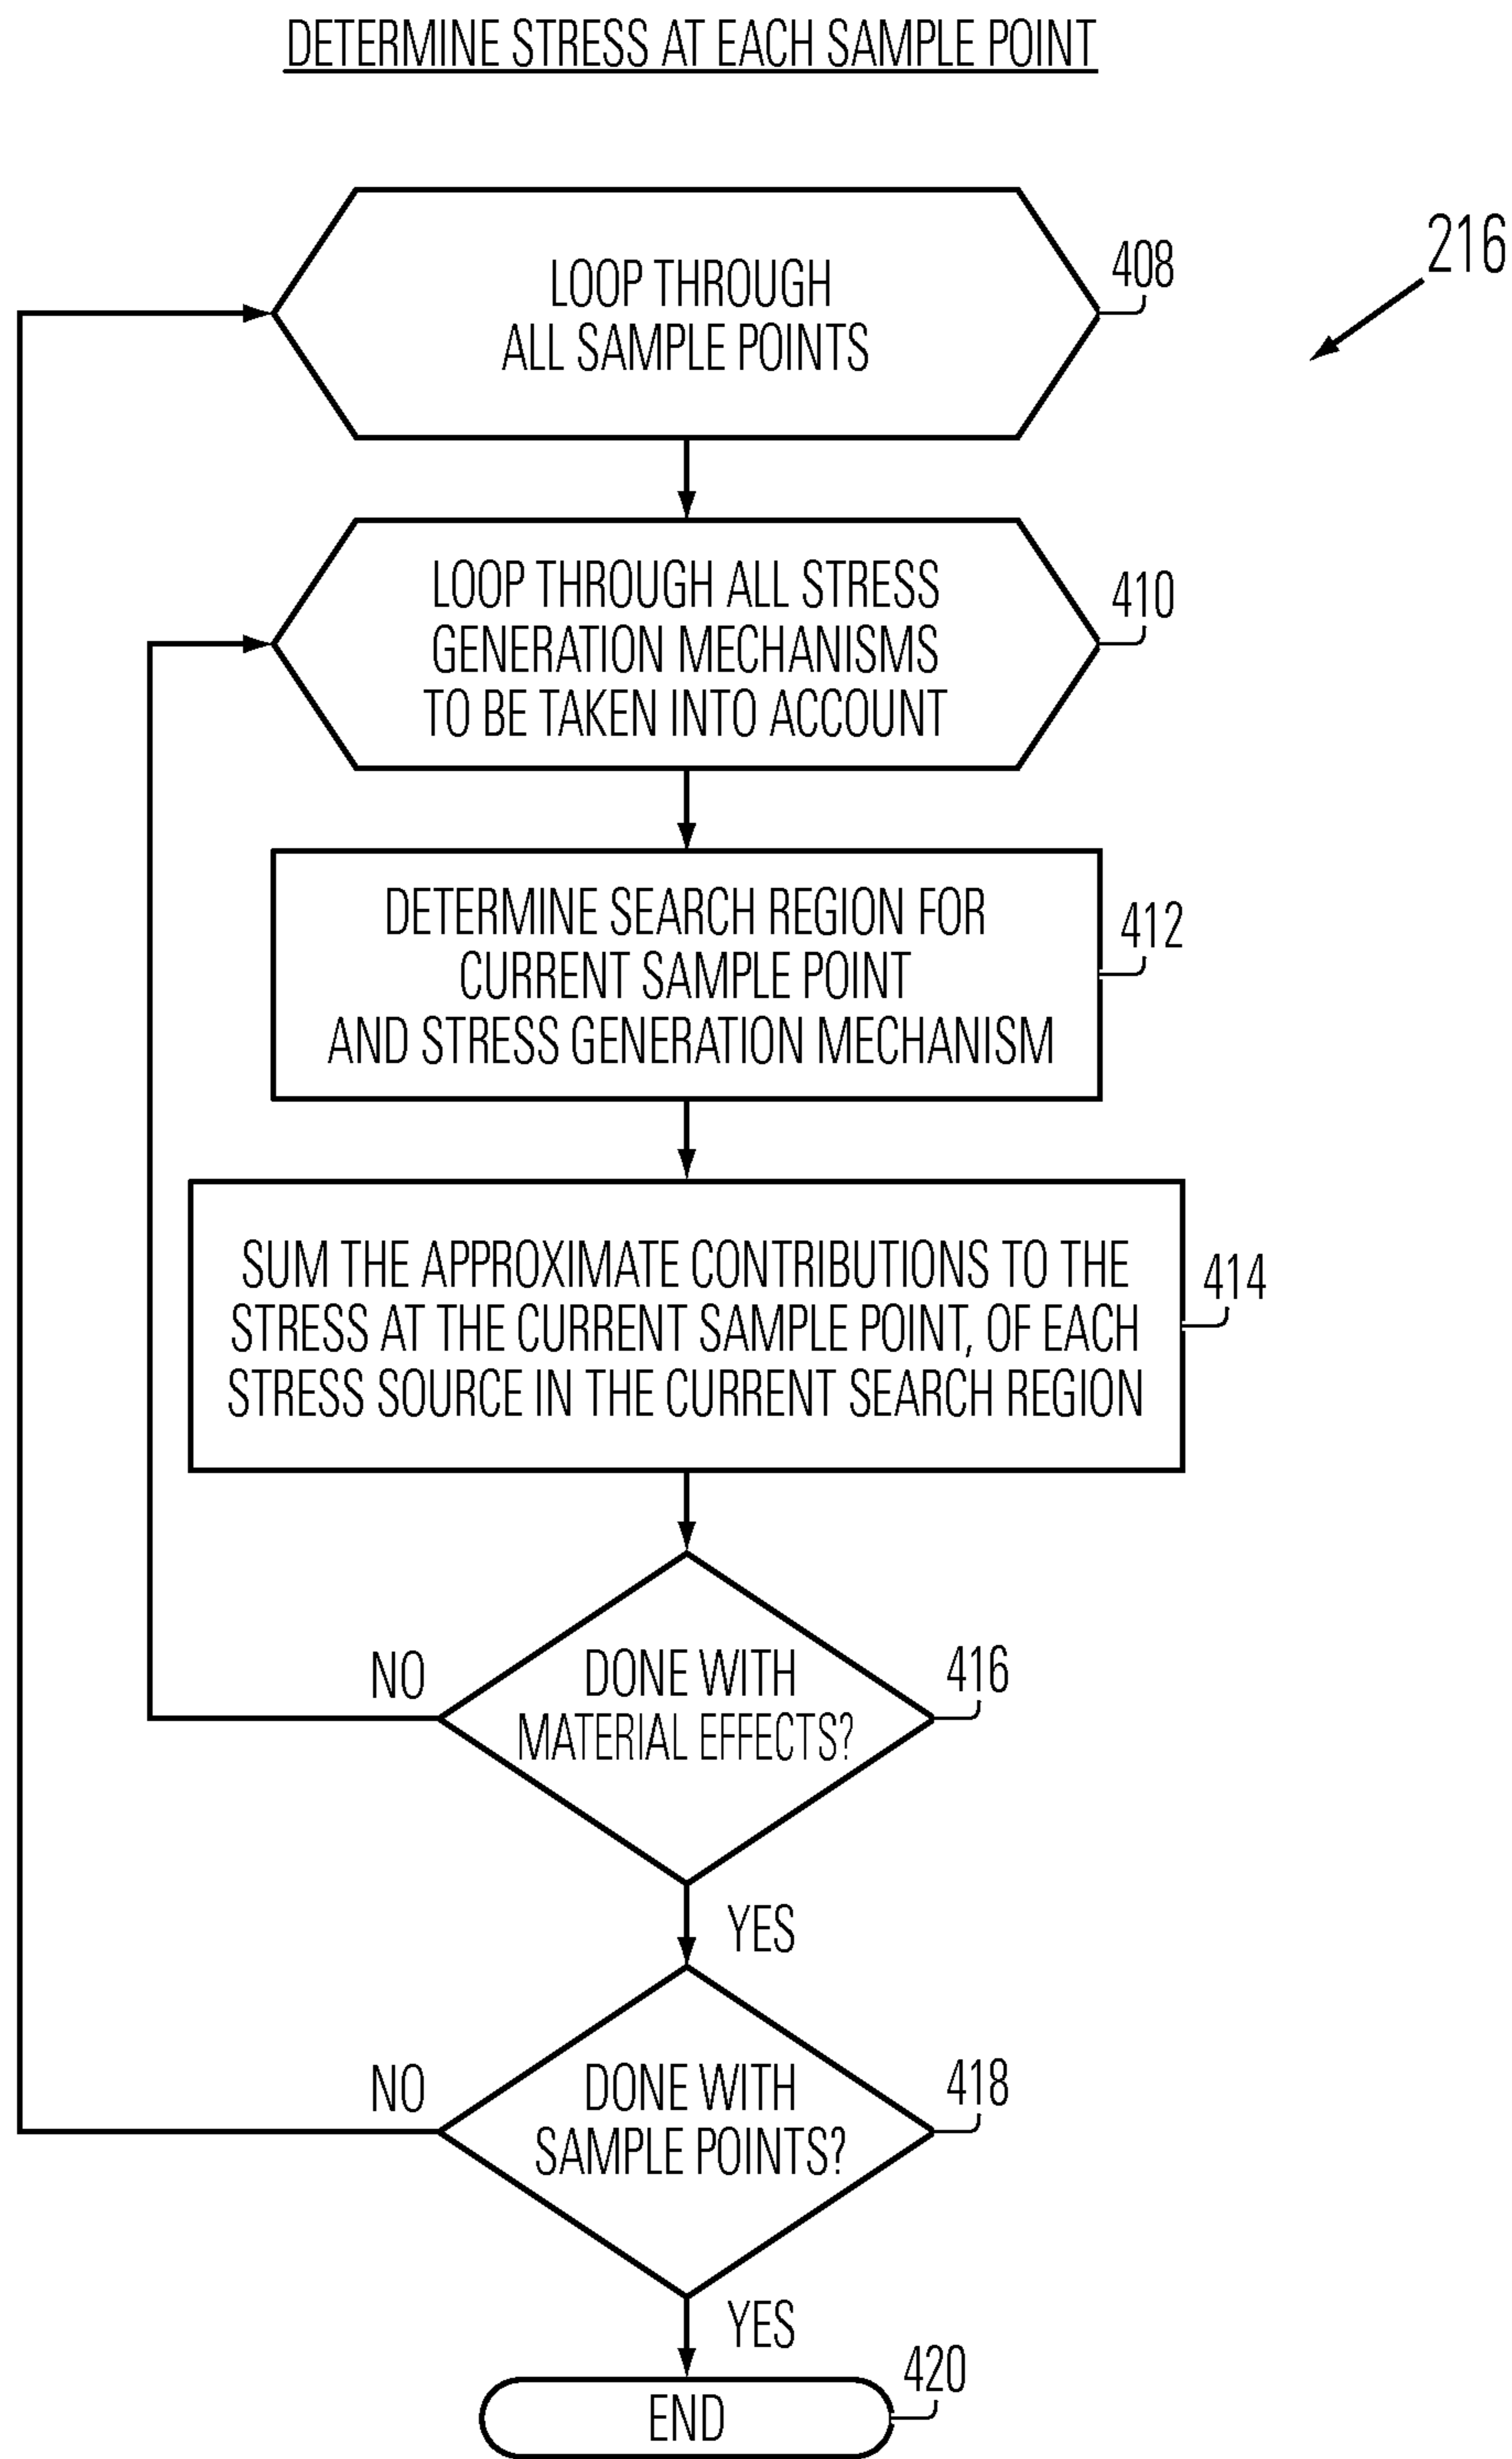 DETERMINE STRESS AT EACH SAMPLE POINT
216
LOOP THROUGH
ALL SAMPLE POINTS
408
LOOP THROUGH ALL STRESS
GENERATION MECHANISMS
TO BE TAKEN INTO ACCOUNT
410
DETERMINE SEARCH REGION FOR
CURRENT SAMPLE POINT
AND STRESS GENERATION MECHANISM
412
SUM THE APPROXIMATE CONTRIBUTIONS TO THE
STRESS AT THE CURRENT SAMPLE POINT, OF EACH
STRESS SOURCE IN THE CURRENT SEARCH REGION
414
NO
DONE WITH
MATERIAL EFFECTS?
416
YES
NO
DONE WITH
SAMPLE POINTS?
418
YES
END
420